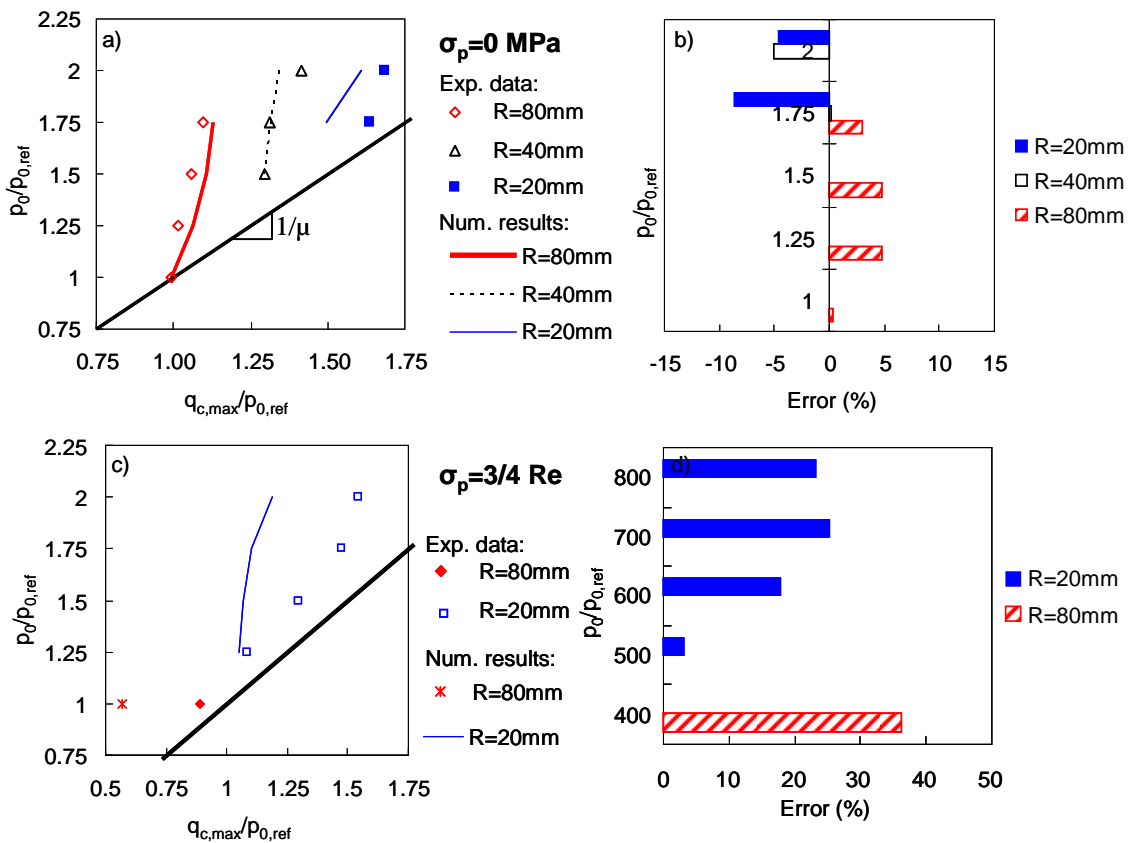 a)
2.25
2
1.75
1.5
1.25
1
0.75
p0/p0,ref
1/μ
0.75 1.00 1.25 1.50 1.75
qc,max/p0,ref
σp=0 MPa
Exp. data:
R=80mm
R=40mm
R=20mm
Num. results:
R=80mm
R=40mm
R=20mm
b)
2
1.75
1.5
1.25
1
p0/p0,ref
-15 -10 -5 0 5 10 15
Error (%)
R=20mm
R=40mm
R=80mm
c)
2.25
2
1.75
1.5
1.25
1
0.75
p0/p0,ref
0.5 0.75 1 1.25 1.5 1.75
qc,max/p0,ref
σp=3/4 Re
Exp. data:
R=80mm
R=20mm
Num. results:
R=80mm
R=20mm
d)
800
700
600
500
400
p0/p0,ref
0 10 20 30 40 50
Error (%)
R=20mm
R=80mm